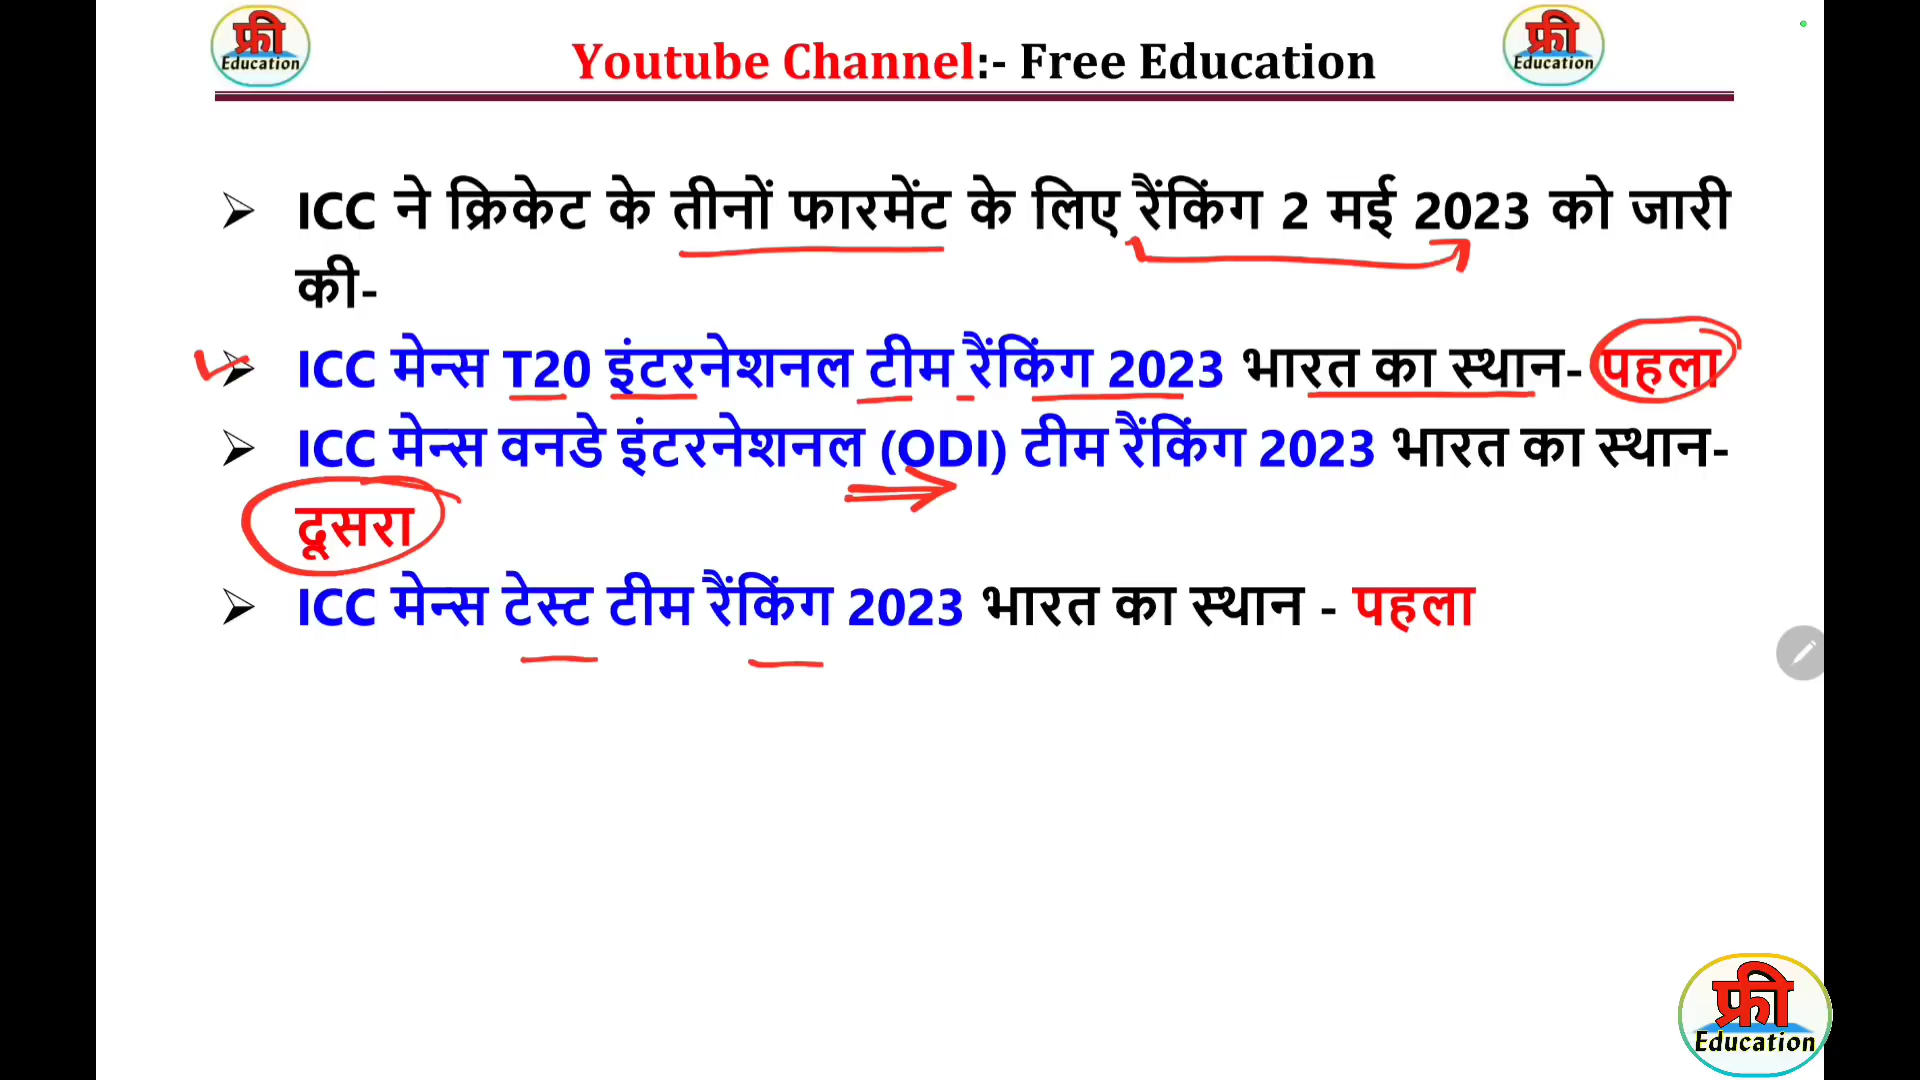 फ्री
Education
Youtube Channel:- Free Education
फ्री
Education
ICC ने क्रिकेट के तीनों फारमेंट के लिए रैंकिंग 2 मई 2023 को जारी
की-
ICC मेन्स T20 इंटरनेशनल टीम रैंकिंग 2023 भारत का स्थान- पहला
ICC मेन्स वनडे इंटरनेशनल (ODI) टीम रैंकिंग 2023 भारत का स्थान-
दूसरा
ICC मेन्स टेस्ट टीम रैंकिंग 2023 भारत का स्थान - पहला
फ्री
Education